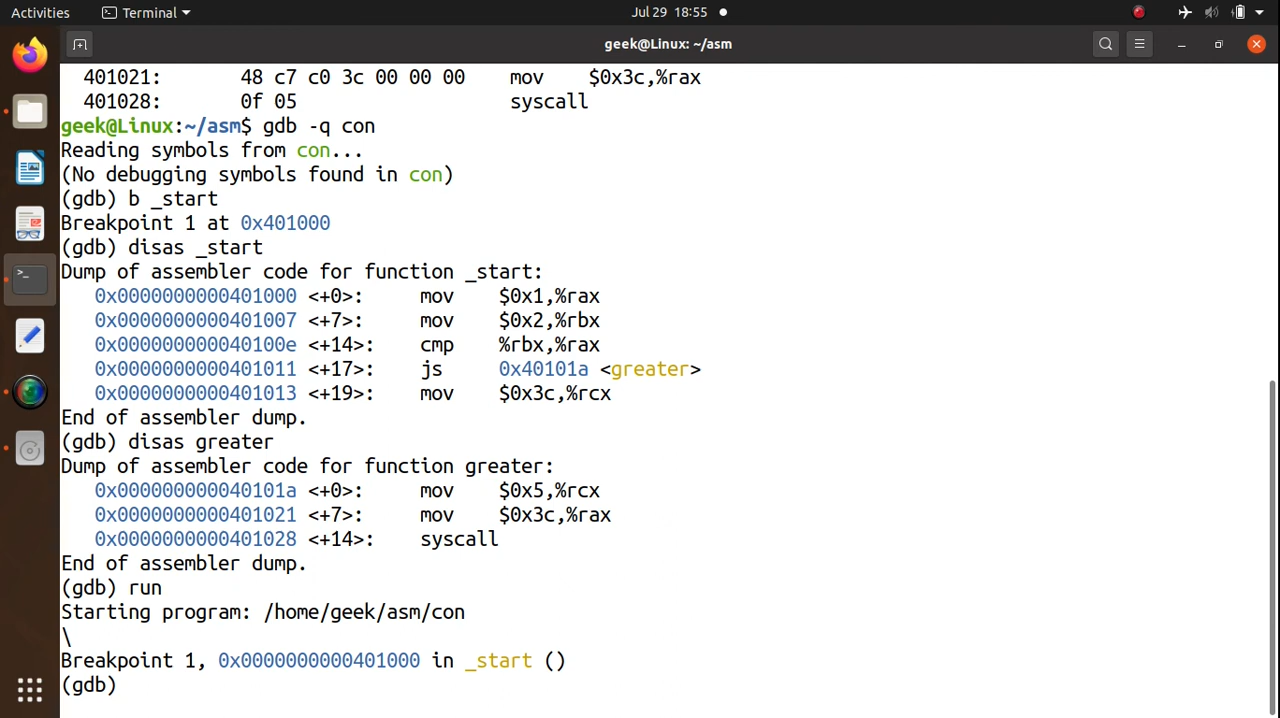 Activities Terminal Jul 29 18:55
geek@Linux: ~/asm
401021: 48 c7 c0 3c 00 00 00 mov $0x3c,%rax
401028: 0f 05 syscall
geek@Linux:~/asm$ gdb -q con
Reading symbols from con...
(No debugging symbols found in con)
(gdb) b _start
Breakpoint 1 at 0x401000
(gdb) disas _start
Dump of assembler code for function _start:
0x0000000000401000 <+0>: mov $0x1,%rax
0x0000000000401007 <+7>: mov $0x2,%rbx
0x000000000040100e <+14>: cmp %rbx,%rax
0x0000000000401011 <+17>: js 0x40101a <greater>
0x0000000000401013 <+19>: mov $0x3c,%rcx
End of assembler dump.
(gdb) disas greater
Dump of assembler code for function greater:
0x000000000040101a <+0>: mov $0x5,%rcx
0x0000000000401021 <+7>: mov $0x3c,%rax
0x0000000000401028 <+14>: syscall
End of assembler dump.
(gdb) run
Starting program: /home/geek/asm/con
\
Breakpoint 1, 0x0000000000401000 in _start ()
(gdb)